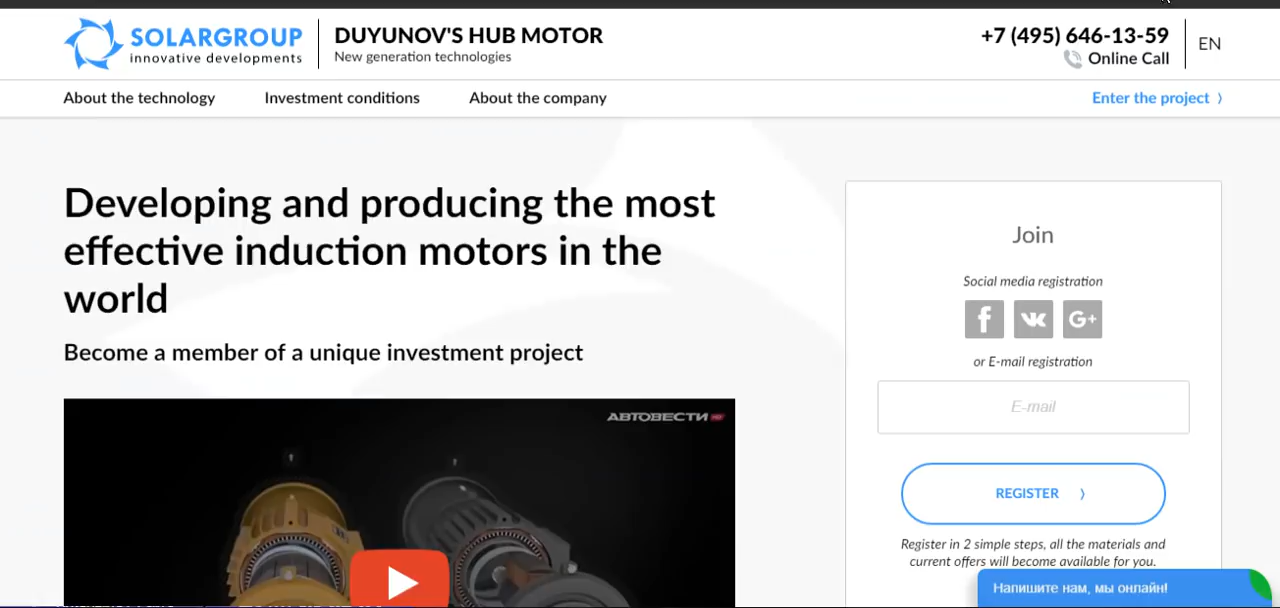 SOLARGROUP
innovative developments
DUYUNOV'S HUB MOTOR
New generation technologies
+7 (495) 646-13-59
Online Call
EN
About the technology
Investment conditions
About the company
Enter the project
Developing and producing the most
effective induction motors in the
world
Become a member of a unique investment project
АВТОВЕСТИ HD
Join
Social media registration
f
VK
G+
or E-mail registration
E-mail
REGISTER
Register in 2 simple steps, all the materials and
current offers will become available for you.
Напишите нам, мы онлайн!